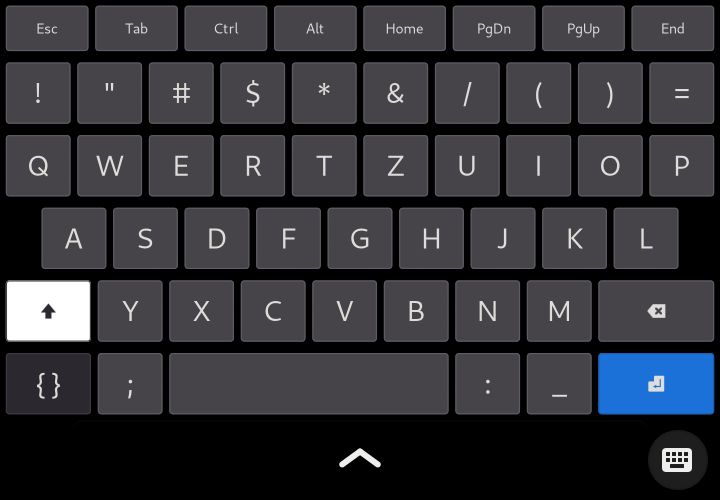 Esc Tab Ctrl Alt Home PgDn PgUp End
! " # $ * & / ( ) =
Q W E R T Z U I O P
A S D F G H J K L
Y X C V B N M
{ } ; : _